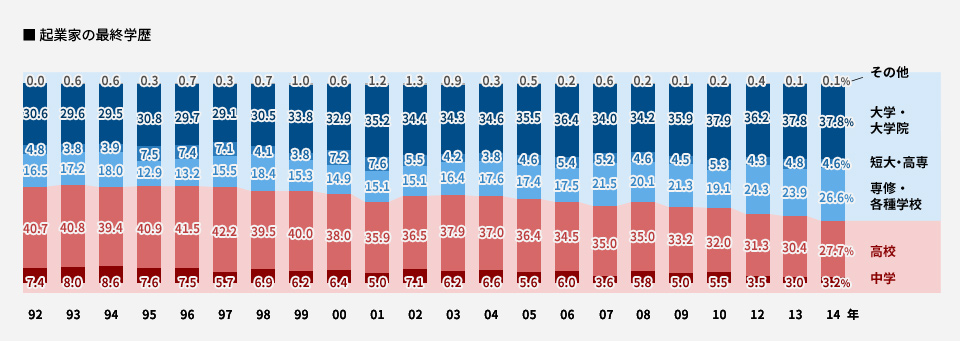 ■ 起業家の最終学歴
0.0 0.6 0.6 0.3 0.7 0.3 0.7 1.0 0.6 1.2 1.3 0.9 0.3 0.5 0.2 0.6 0.2 0.1 0.2 0.4 0.1 0.1% その他
30.6 29.6 29.5 30.8 29.7 29.1 30.5 33.8 32.9 35.2 34.4 34.3 34.6 35.5 36.4 34.0 34.2 35.9 37.9 36.2 37.8 37.8% 大学・
大学院
4.8 3.8 3.9 7.5 7.4 7.1 4.1 3.8 7.2 7.6 5.5 4.2 3.8 4.6 5.4 5.2 4.6 4.5 5.3 4.3 4.8 4.6% 短大・高専
16.5 17.2 18.0 12.9 13.2 15.5 18.4 15.3 14.9 15.1 15.1 16.4 17.6 17.4 17.5 21.5 20.1 21.3 19.1 24.3 23.9 26.6% 専修・
各種学校
40.7 40.8 39.4 40.9 41.5 42.2 39.5 40.0 38.0 35.9 36.5 37.9 37.0 36.4 34.5 35.0 35.0 33.2 32.0 31.3 30.4 27.7% 高校
7.4 8.0 8.6 7.6 7.5 5.7 6.9 6.2 6.4 5.0 7.1 6.2 6.6 5.6 6.0 3.6 5.8 5.0 5.5 3.5 3.0 3.2% 中学
92 93 94 95 96 97 98 99 00 01 02 03 04 05 06 07 08 09 10 12 13 14 年